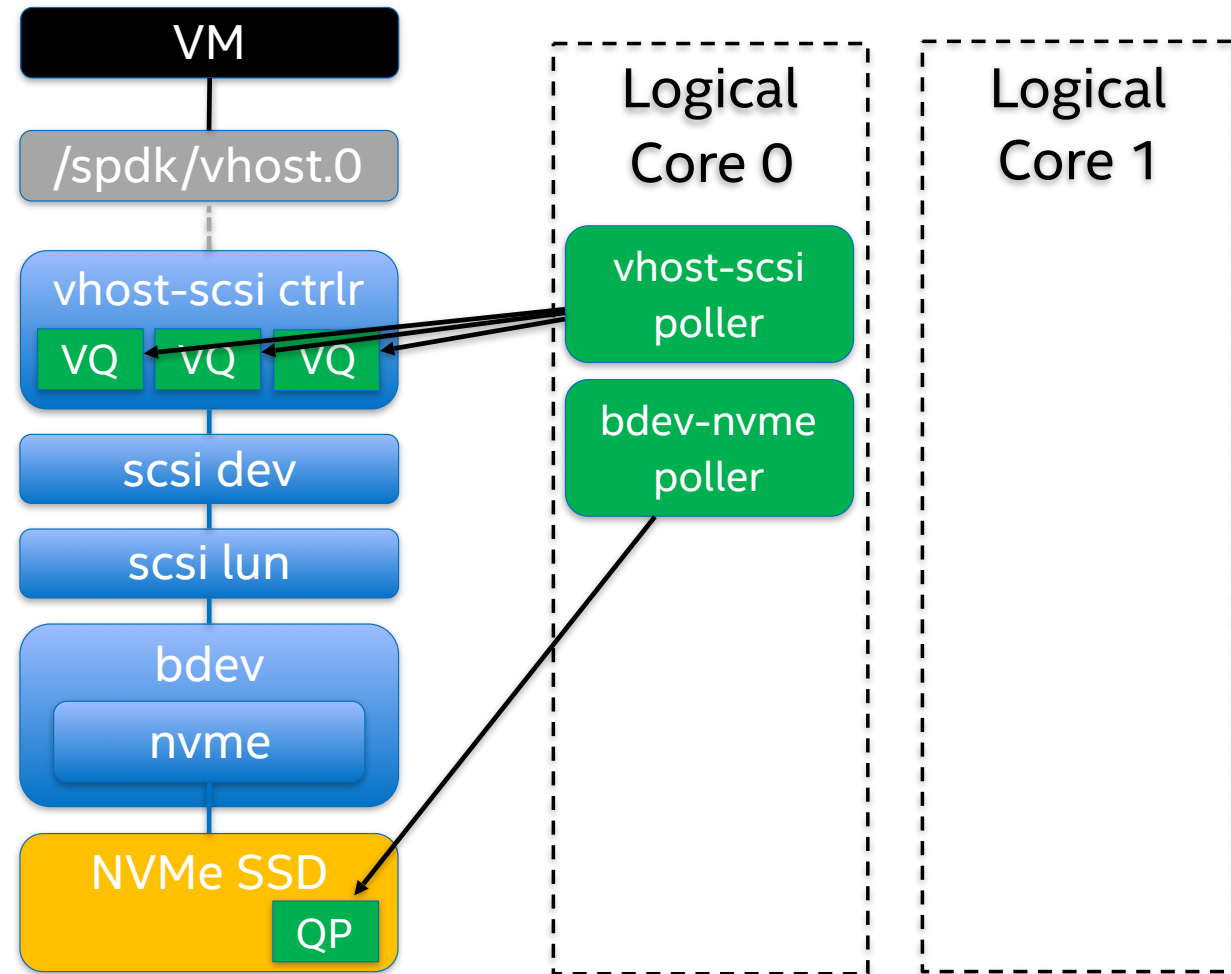 VM
/spdk/vhost.0
vhost-scsi ctrlr
VQ VQ VQ
scsi dev
scsi lun
bdev
nvme
NVMe SSD
QP
Logical
Core 0
vhost-scsi
poller
bdev-nvme
poller
Logical
Core 1